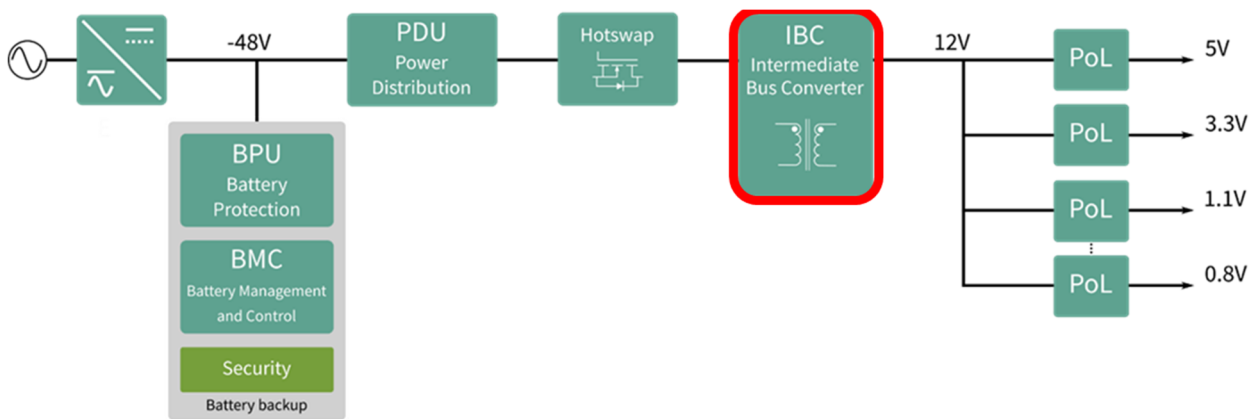 -48V
PDU
Power
Distribution
Hotswap
IBC
Intermediate
Bus Converter
12V
PoL
5V
PoL
3.3V
PoL
1.1V
PoL
0.8V
BPU
Battery
Protection
BMC
Battery Management
and Control
Security
Battery backup